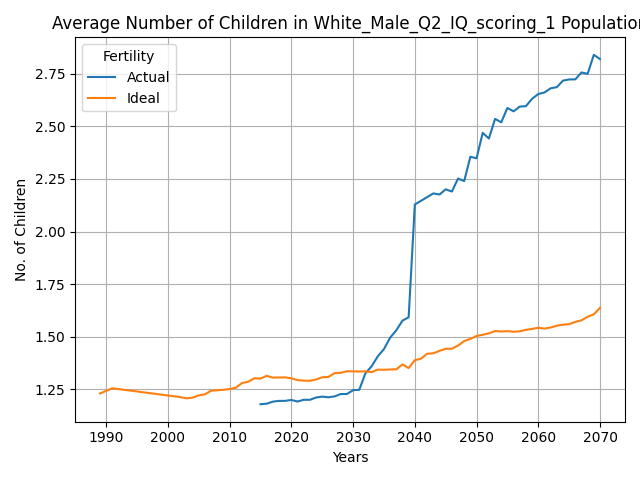 Average Number of Children in White_Male_Q2_IQ_scoring_1 Population
Fertility
Actual
Ideal
No. of Children
2.75
2.50
2.25
2.00
1.75
1.50
1.25
1990 2000 2010 2020 2030 2040 2050 2060 2070
Years